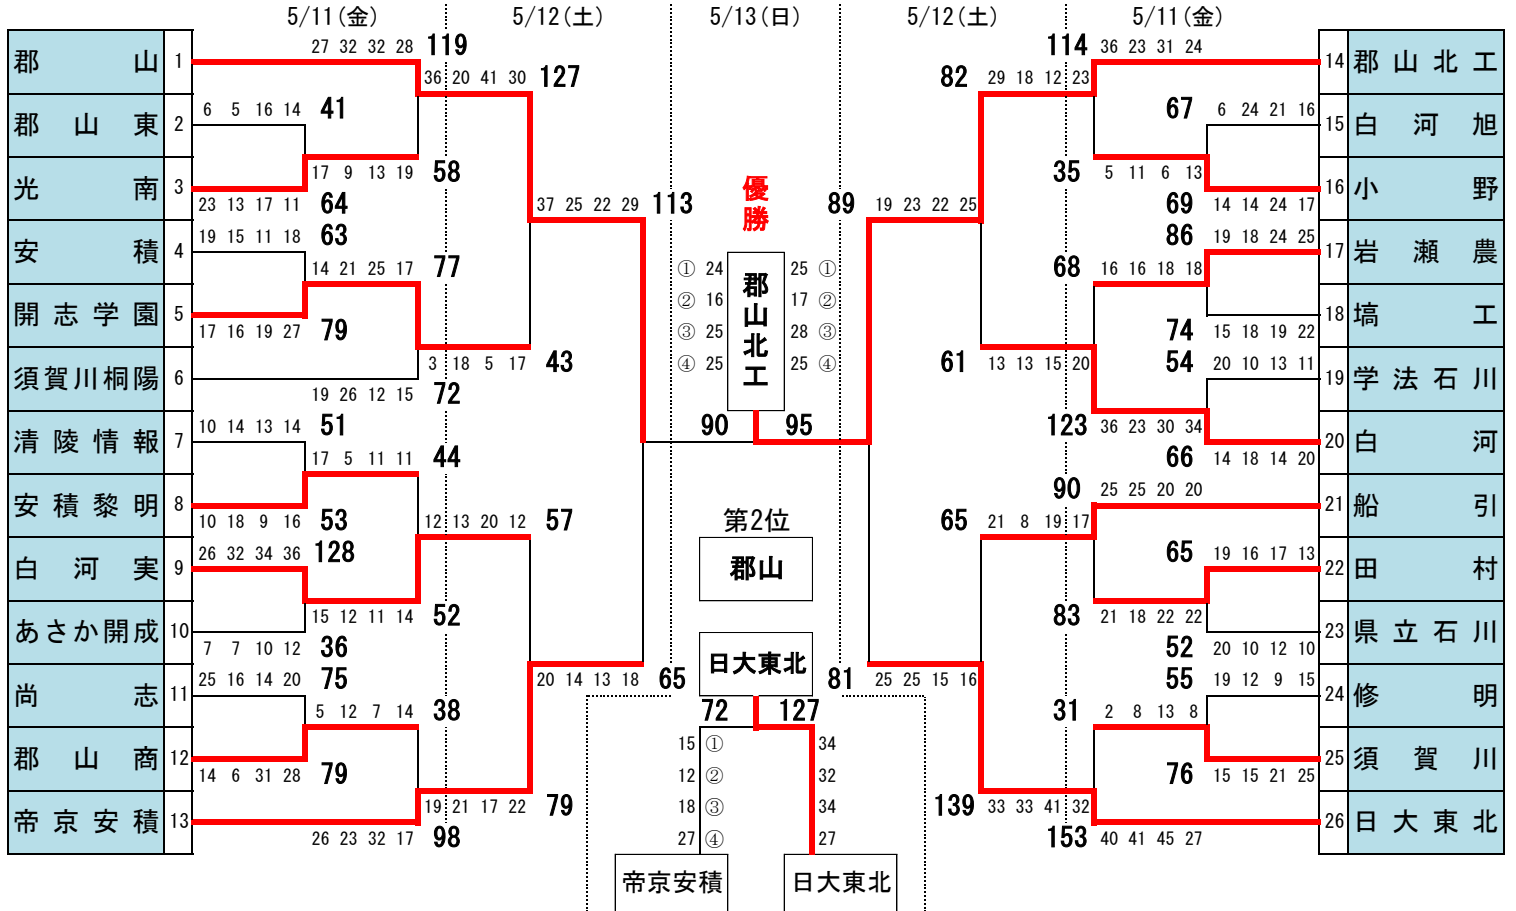 5/11(金) 5/12(土) 5/13(日) 5/12(土) 5/11(金)
27 32 32 28 119 114 36 23 31 24
郡山 1 14 郡山北工
36 20 41 30 127 82 29 18 12 23
6 5 16 14 41 67 6 24 21 16
郡山東 2 15 白河旭
17 9 13 19 58 35 5 11 6 13
光南 3 16 小野
23 13 17 11 64 69 14 14 24 17
37 25 22 29 113 優勝 89 19 23 22 25
19 15 11 18 63 86 19 18 24 25
安積 4 17 岩瀬農
14 21 25 17 77 68 16 16 18 18
① 24 25 ①
② 16 17 ②
③ 25 28 ③
④ 25 25 ④
郡山北工
開志学園 5 18 塙工
17 16 19 27 79 74 15 18 19 22
3 18 5 17 43 61 13 13 15 20
54 20 10 13 11
須賀川桐陽 6 19 学法石川
19 26 12 15 72 123 36 23 30 34
10 14 13 14 51 90 95
清陵情報 7 20 白河
17 5 11 11 44 66 14 18 14 20
90 25 25 20 20
安積黎明 8 21 船引
10 18 9 16 53 第2位
12 13 20 12 57 65 21 8 19 17
26 32 34 36 128 65 19 16 17 13
白河実 9 郡山 22 田村
15 12 11 14 52 83 21 18 22 22
あさか開成 10 23 県立石川
7 7 10 12 36 52 20 10 12 10
日大東北
20 14 13 18 65 81 25 25 15 16
25 16 14 20 75 55 19 12 9 15
尚志 11 24 修明
5 12 7 14 38 72 127 31 2 8 13 8
15 ① 34
12 ② 32
18 ③ 34
27 ④ 27
郡山商 12 25 須賀川
14 6 31 28 79 76 15 15 21 25
19 21 17 22 79 139 33 33 41 32
帝京安積 13 26 日大東北
26 23 32 17 98 153 40 41 45 27
帝京安積 日大東北